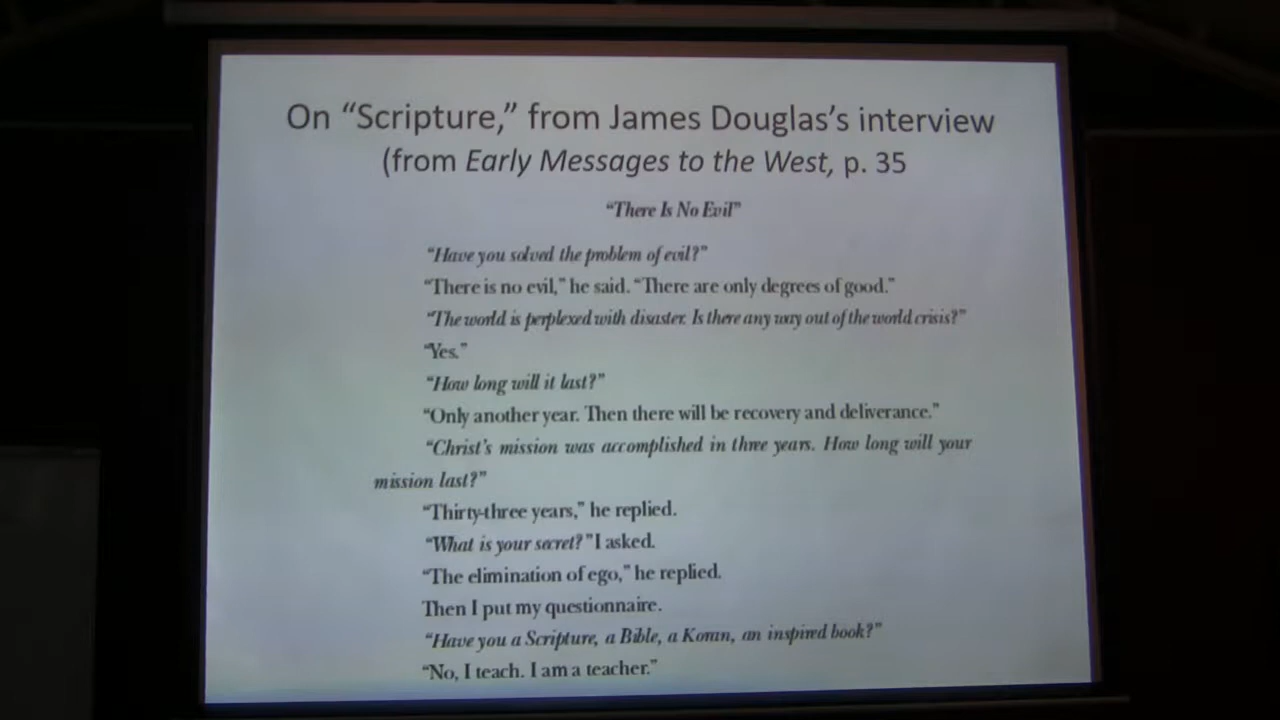 On “Scripture,” from James Douglas’s interview
(from Early Messages to the West, p. 35
“There Is No Evil”
“Have you solved the problem of evil?”
“There is no evil,” he said. “There are only degrees of good.”
“The world is perplexed with disaster. Is there any way out of the world crisis?”
“Yes.”
“How long will it last?”
“Only another year. Then there will be recovery and deliverance.”
“Christ’s mission was accomplished in three years. How long will your
mission last?”
“Thirty-three years,” he replied.
“What is your secret?” I asked.
“The elimination of ego,” he replied.
Then I put my questionnaire.
“Have you a Scripture, a Bible, a Koran, an inspired book?”
“No, I teach. I am a teacher.”